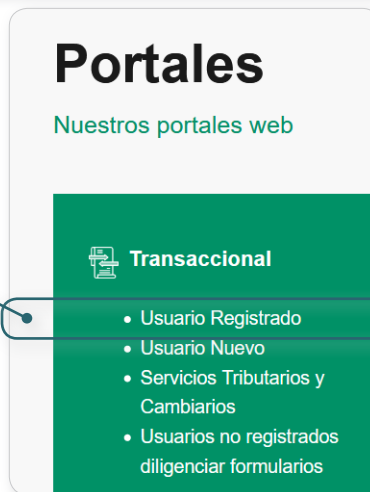 Portales
Nuestros portales web
Transaccional
• Usuario Registrado
• Usuario Nuevo
• Servicios Tributarios y
Cambiarios
• Usuarios no registrados
diligenciar formularios